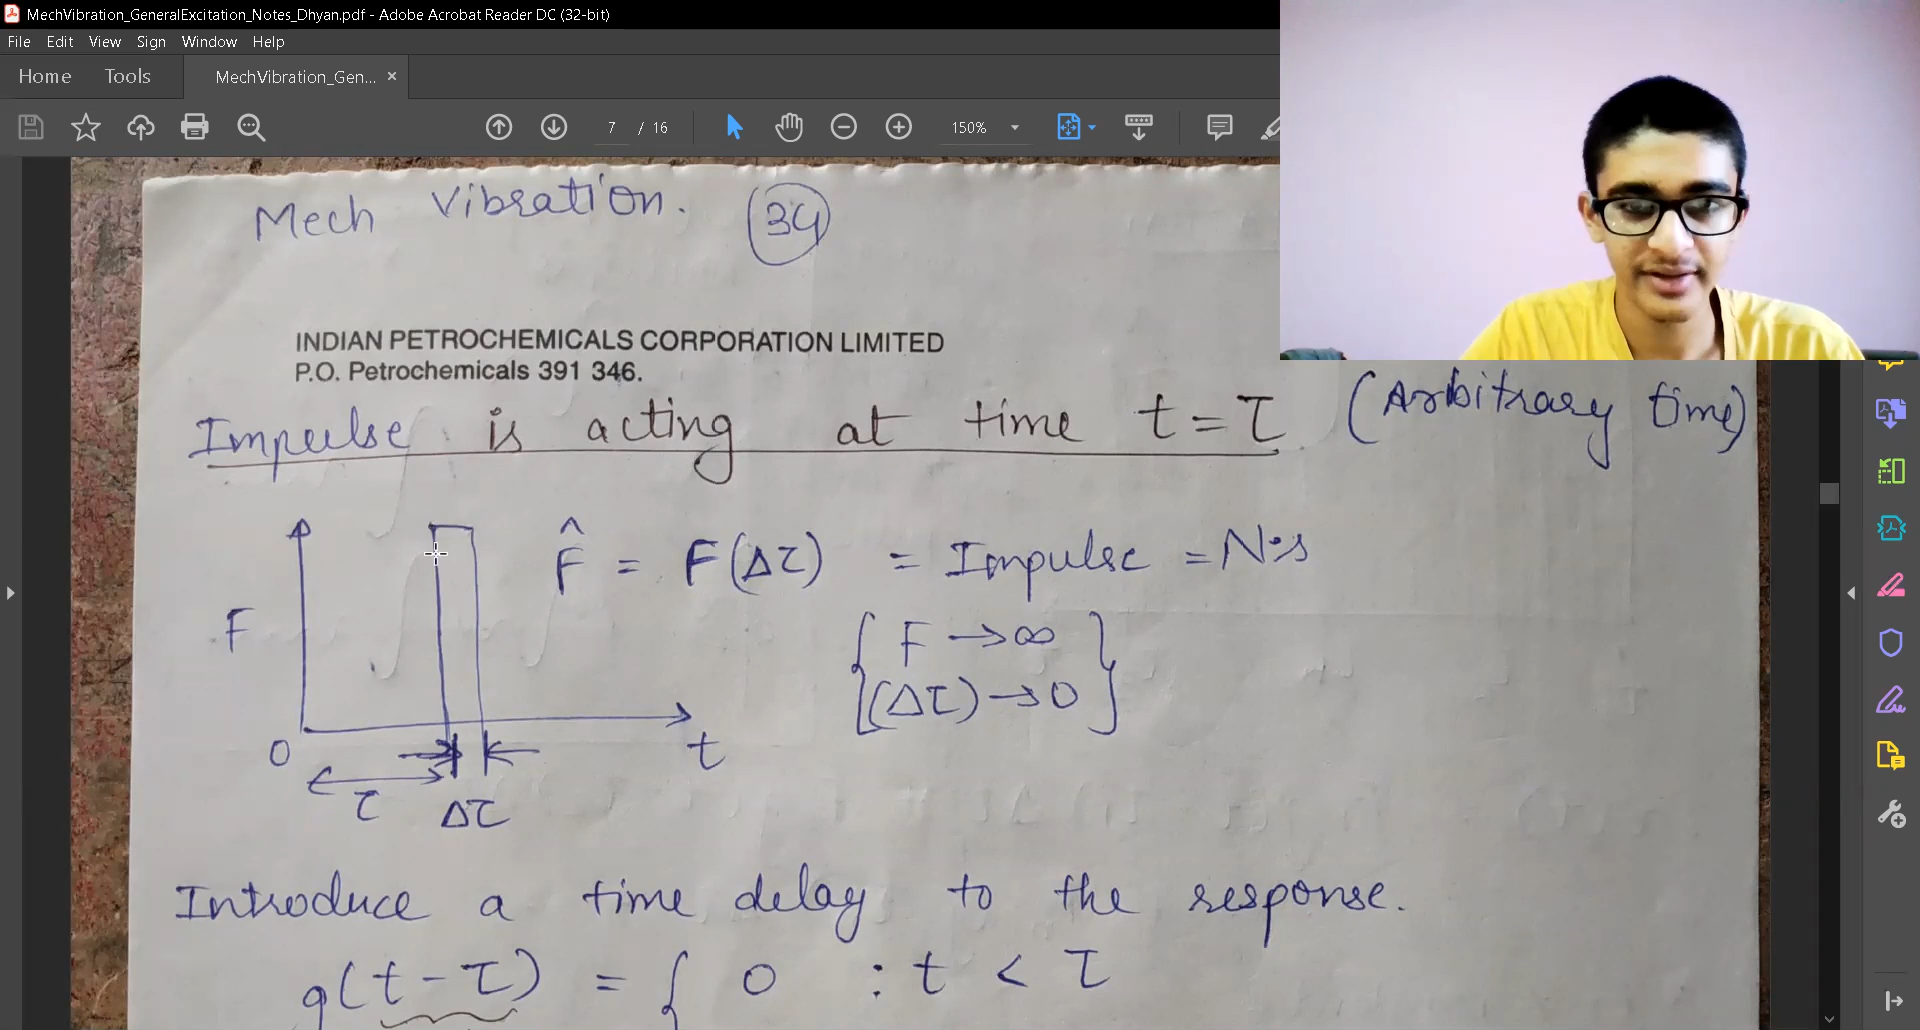 MechVibration_GeneralExcitation_Notes_Dhyan.pdf - Adobe Acrobat Reader DC (32-bit)
File Edit View Sign Window Help
Home Tools MechVibration_Gen... ×
7 / 16 150%
Mech Vibration. 34
INDIAN PETROCHEMICALS CORPORATION LIMITED
P.O. Petrochemicals 391 346.
Impulse is acting at time t = τ (Arbitrary time)
F̂ = F(Δτ) = Impulse = N·s
F
{ F → ∞
(Δτ) → 0 }
0 t
τ Δτ
Introduce a time delay to the response.
g(t - τ) = { 0 : t < τ